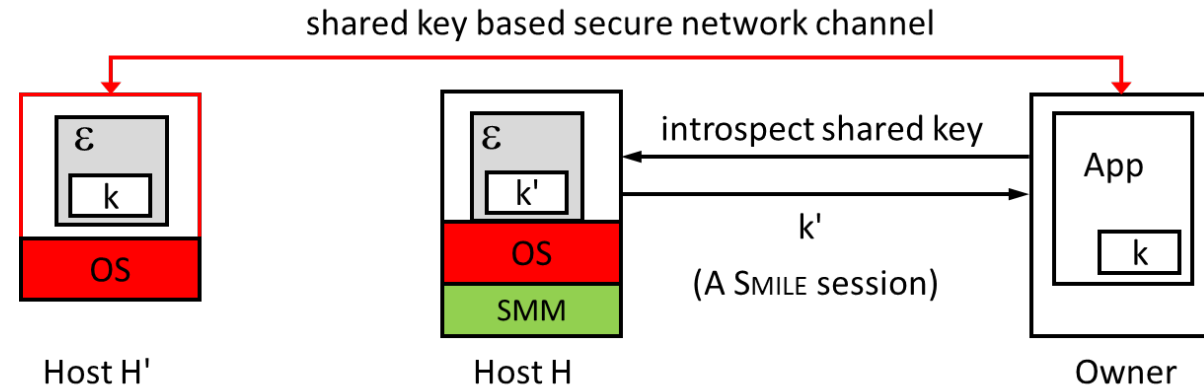 shared key based secure network channel
ε
k
OS
Host H'
ε
k'
OS
SMM
Host H
introspect shared key
k'
(A SMILE session)
App
k
Owner